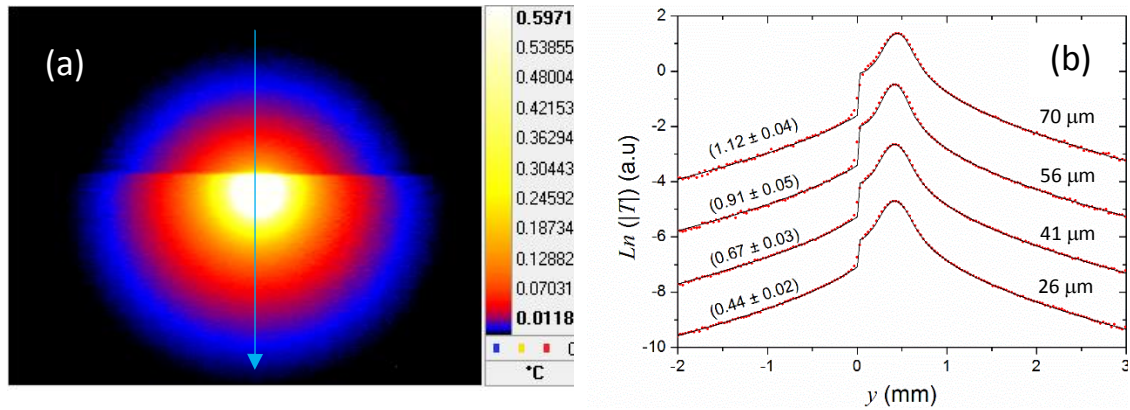 (a)
0.5971
0.53855
0.48004
0.42153
0.36294
0.30443
0.24592
0.18734
0.12882
0.07031
0.0118
°C
(b)
2
0
-2
-4
-6
-8
-10
Ln (|T|) (a.u)
(1.12 ± 0.04)
70 µm
(0.91 ± 0.05)
56 µm
(0.67 ± 0.03)
41 µm
(0.44 ± 0.02)
26 µm
-2 -1 0 1 2 3
y (mm)